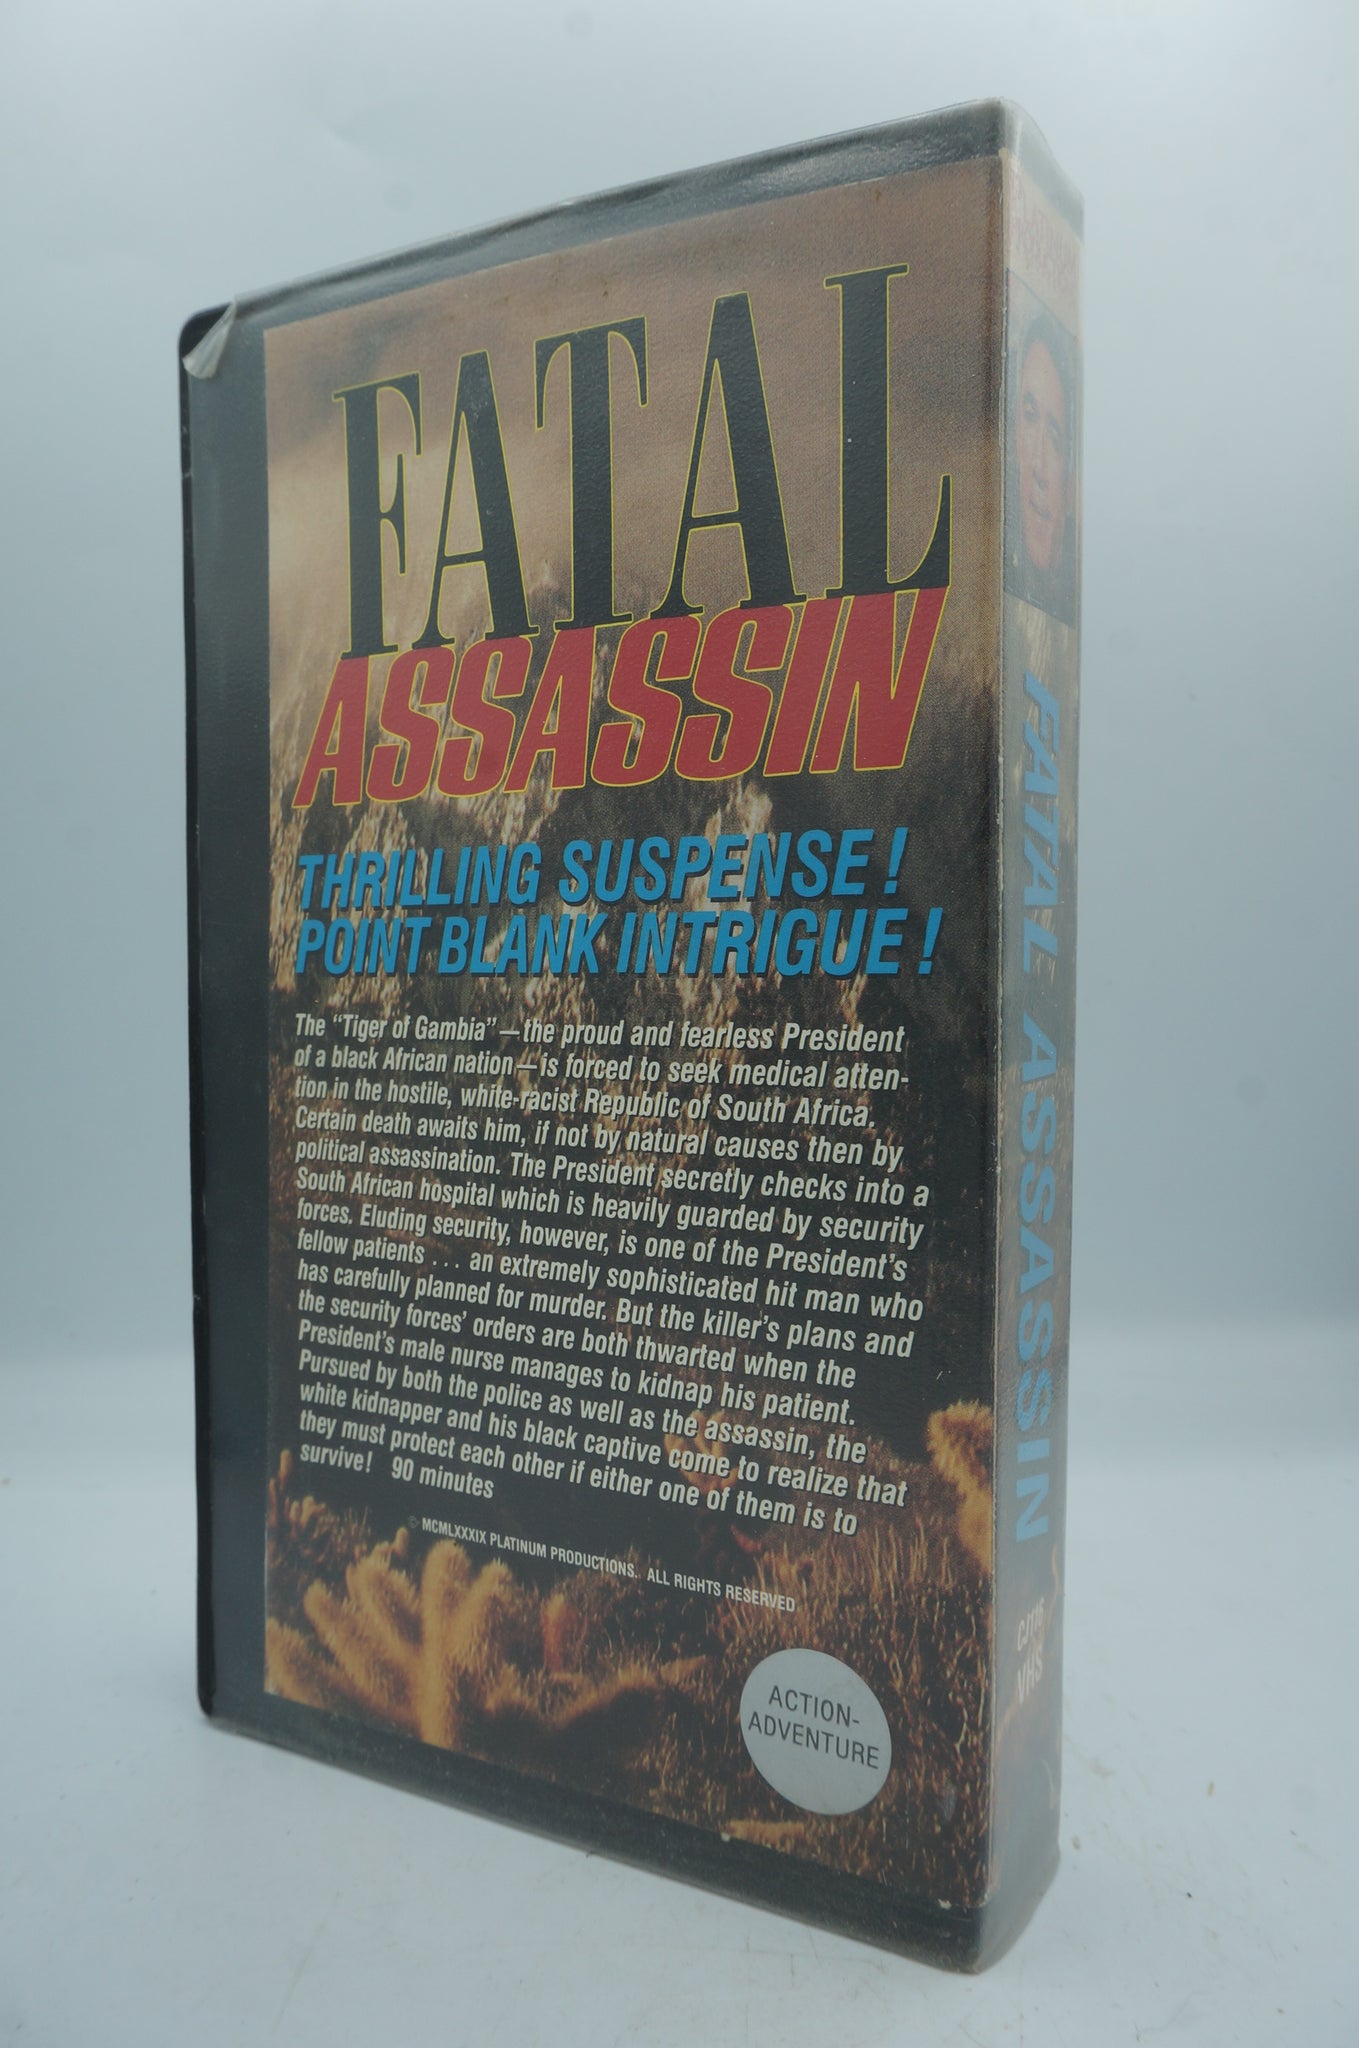 FATAL
ASSASSIN
THRILLING SUSPENSE!
POINT BLANK INTRIGUE!
The "Tiger of Gambia"—the proud and fearless President
of a black African nation—is forced to seek medical atten-
tion in the hostile, white-racist Republic of South Africa.
Certain death awaits him, if not by natural causes then by
political assassination. The President secretly checks into a
South African hospital which is heavily guarded by security
forces. Eluding security, however, is one of the President's
fellow patients . . . an extremely sophisticated hit man who
has carefully planned for murder. But the killer's plans and
the security forces' orders are both thwarted when the
President's male nurse manages to kidnap his patient.
Pursued by both the police as well as the assassin, the
white kidnapper and his black captive come to realize that
they must protect each other if either one of them is to
survive! 90 minutes
© MCMLXXXIX PLATINUM PRODUCTIONS. ALL RIGHTS RESERVED
ACTION-
ADVENTURE
FATAL ASSASSIN
VHS